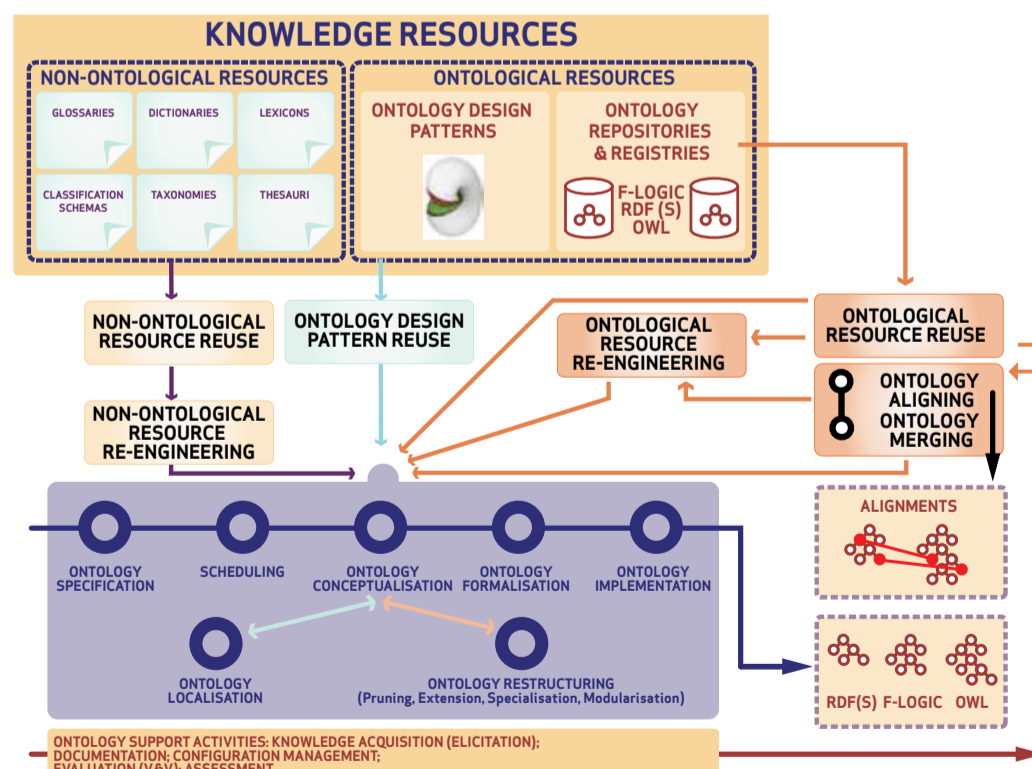 KNOWLEDGE RESOURCES
NON-ONTOLOGICAL RESOURCES
GLOSSARIES
DICTIONARIES
LEXICONS
CLASSIFICATION
SCHEMAS
TAXONOMIES
THESAURI
ONTOLOGICAL RESOURCES
ONTOLOGY DESIGN
PATTERNS
ONTOLOGY
REPOSITORIES
& REGISTRIES
F-LOGIC
RDF (S)
OWL
NON-ONTOLOGICAL
RESOURCE REUSE
ONTOLOGY DESIGN
PATTERN REUSE
ONTOLOGICAL
RESOURCE
RE-ENGINEERING
ONTOLOGICAL
RESOURCE REUSE
ONTOLOGY
ALIGNING
ONTOLOGY
MERGING
NON-ONTOLOGICAL
RESOURCE
RE-ENGINEERING
ONTOLOGY
SPECIFICATION
SCHEDULING
ONTOLOGY
CONCEPTUALISATION
ONTOLOGY
FORMALISATION
ONTOLOGY
IMPLEMENTATION
ALIGNMENTS
ONTOLOGY
LOCALISATION
ONTOLOGY RESTRUCTURING
(Pruning, Extension, Specialisation, Modularisation)
RDF(S) F-LOGIC OWL
ONTOLOGY SUPPORT ACTIVITIES: KNOWLEDGE ACQUISITION (ELICITATION);
DOCUMENTATION; CONFIGURATION MANAGEMENT;
EVALUATION (V&V); ASSESSMENT